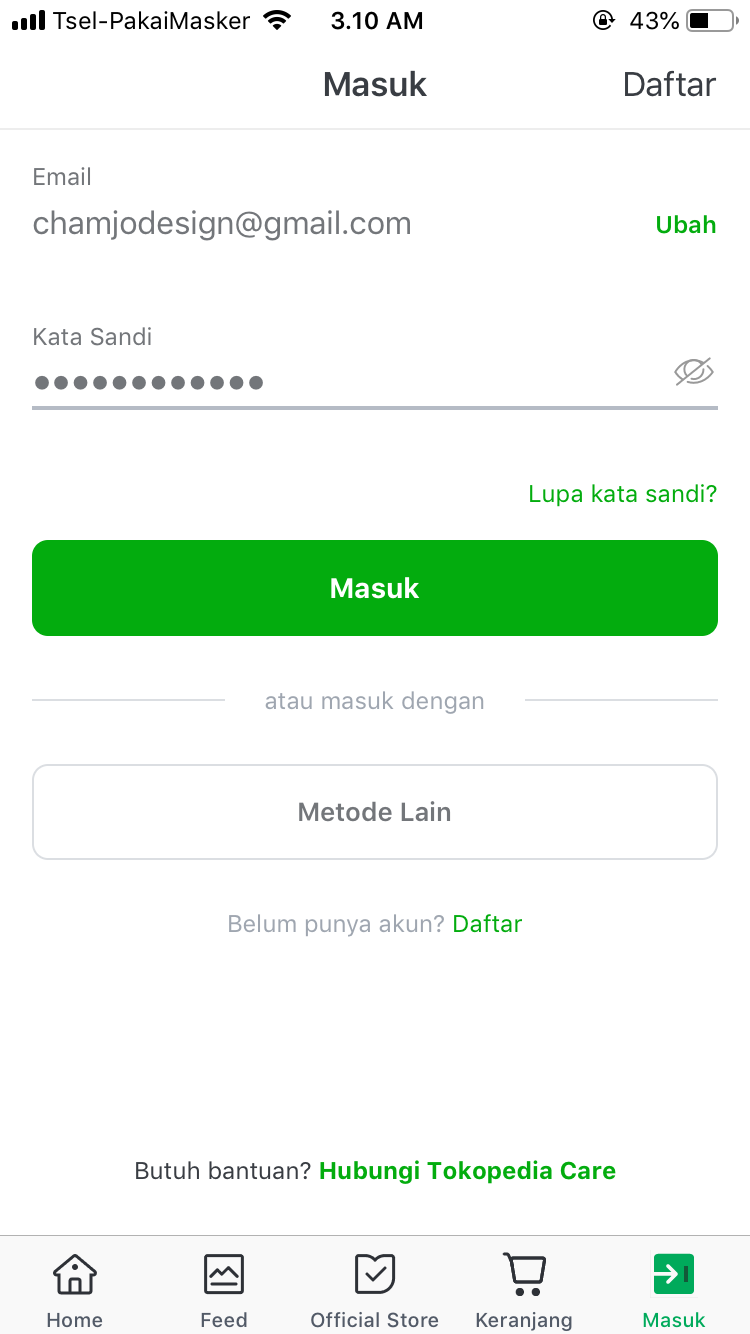 Tsel-PakaiMasker 3.10 AM 43%
Masuk Daftar
Email
chamjodesign@gmail.com Ubah
Kata Sandi
●●●●●●●●●●●●
Lupa kata sandi?
Masuk
atau masuk dengan
Metode Lain
Belum punya akun? Daftar
Butuh bantuan? Hubungi Tokopedia Care
Home Feed Official Store Keranjang Masuk